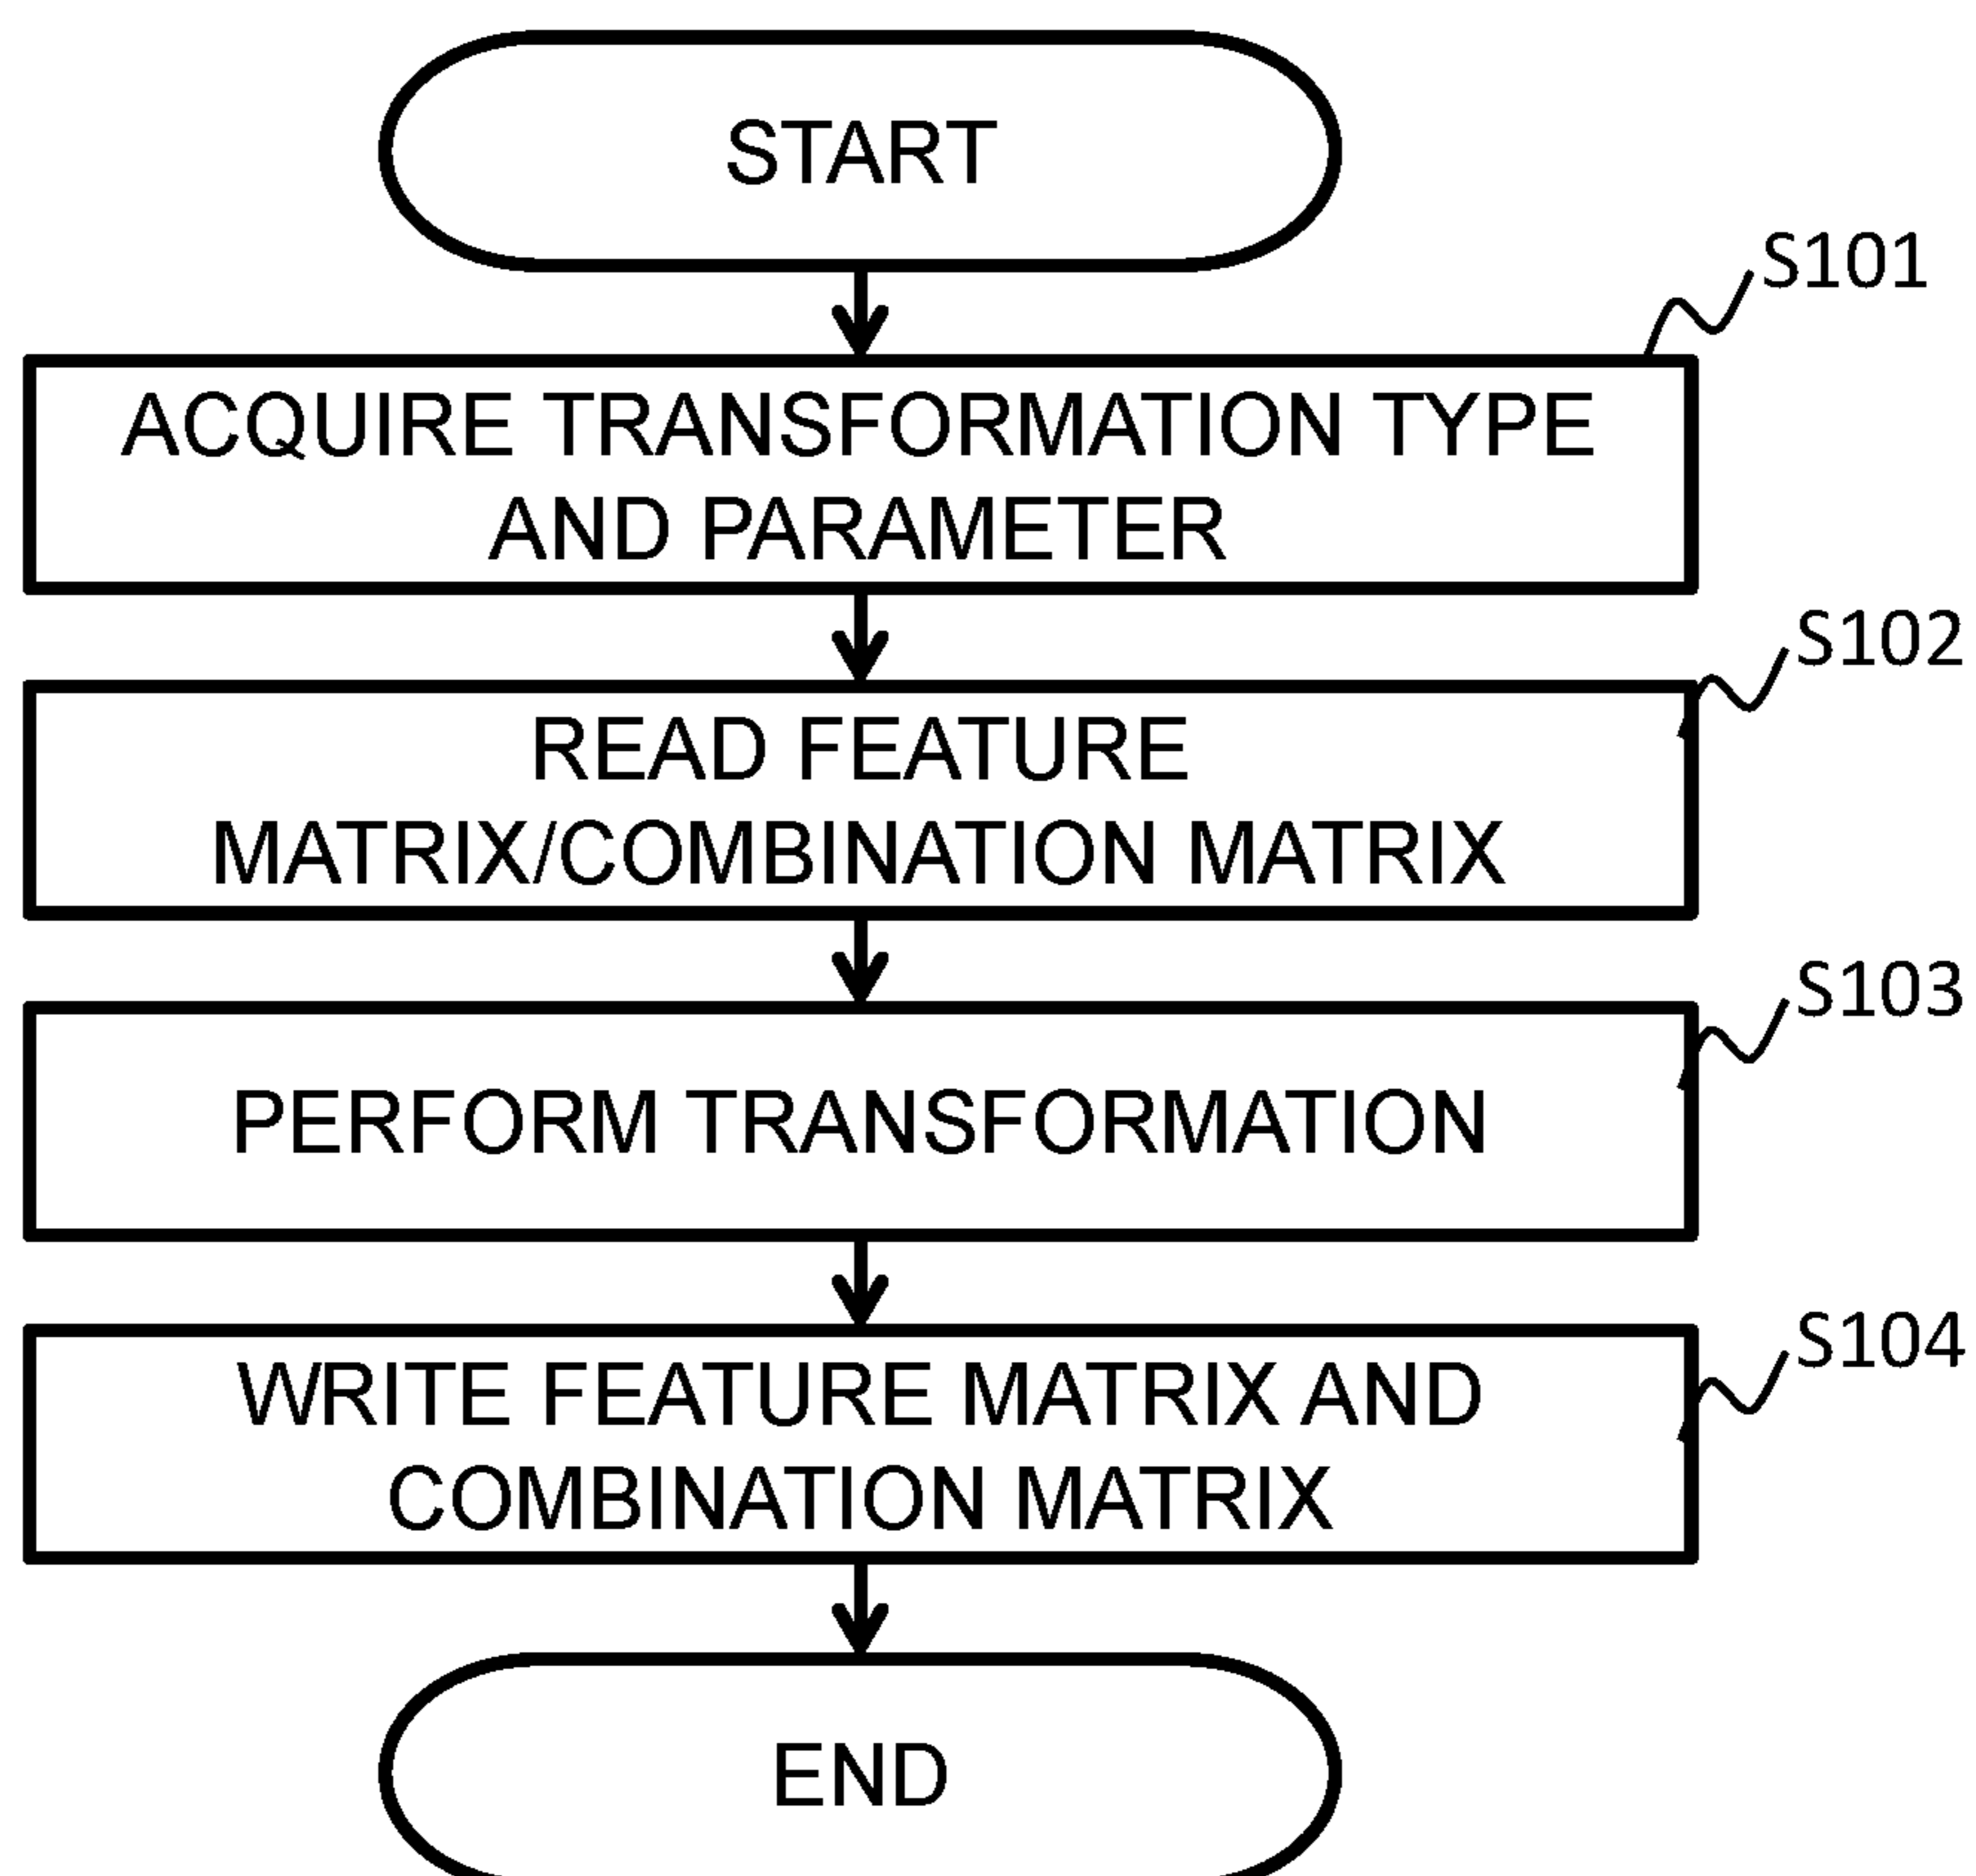 START
S101
ACQUIRE TRANSFORMATION TYPE
AND PARAMETER
S102
READ FEATURE
MATRIX/COMBINATION MATRIX
S103
PERFORM TRANSFORMATION
S104
WRITE FEATURE MATRIX AND
COMBINATION MATRIX
END